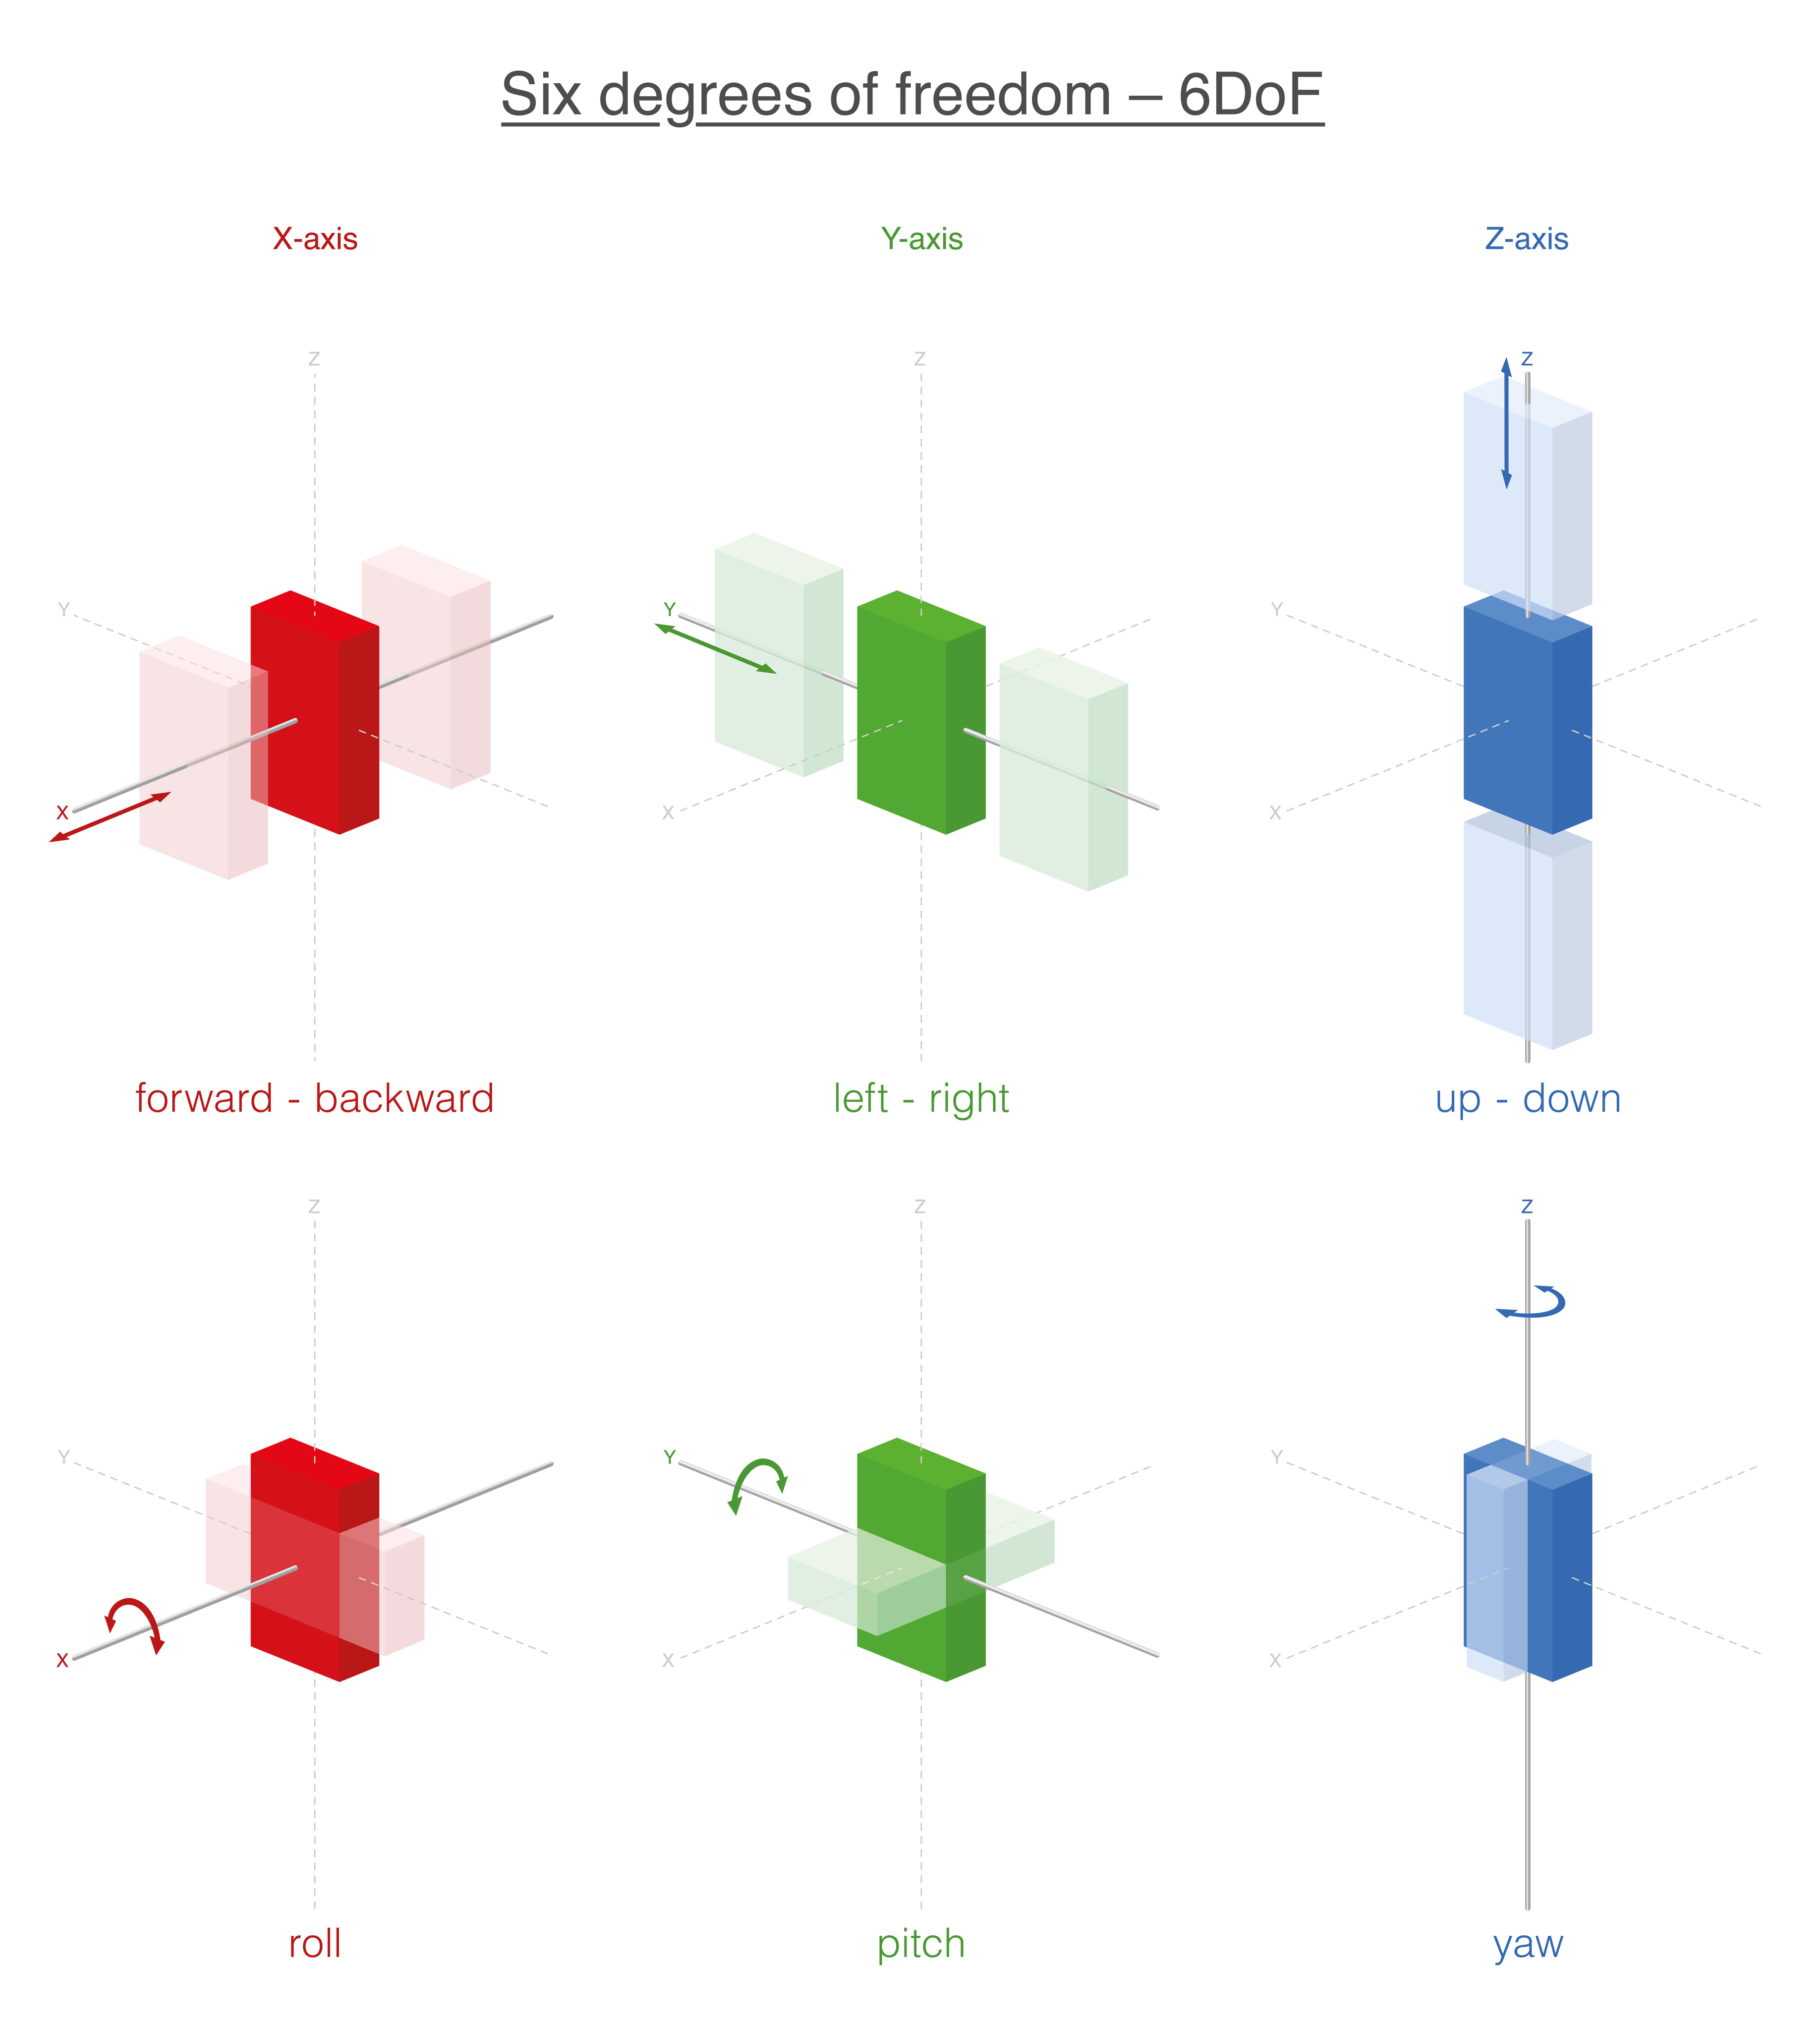 Six degrees of freedom – 6DoF
X-axis Y-axis Z-axis
Z Z Z
Y Y Y
X X X
forward - backward left - right up - down
Z Z Z
Y Y Y
X X X
roll pitch yaw